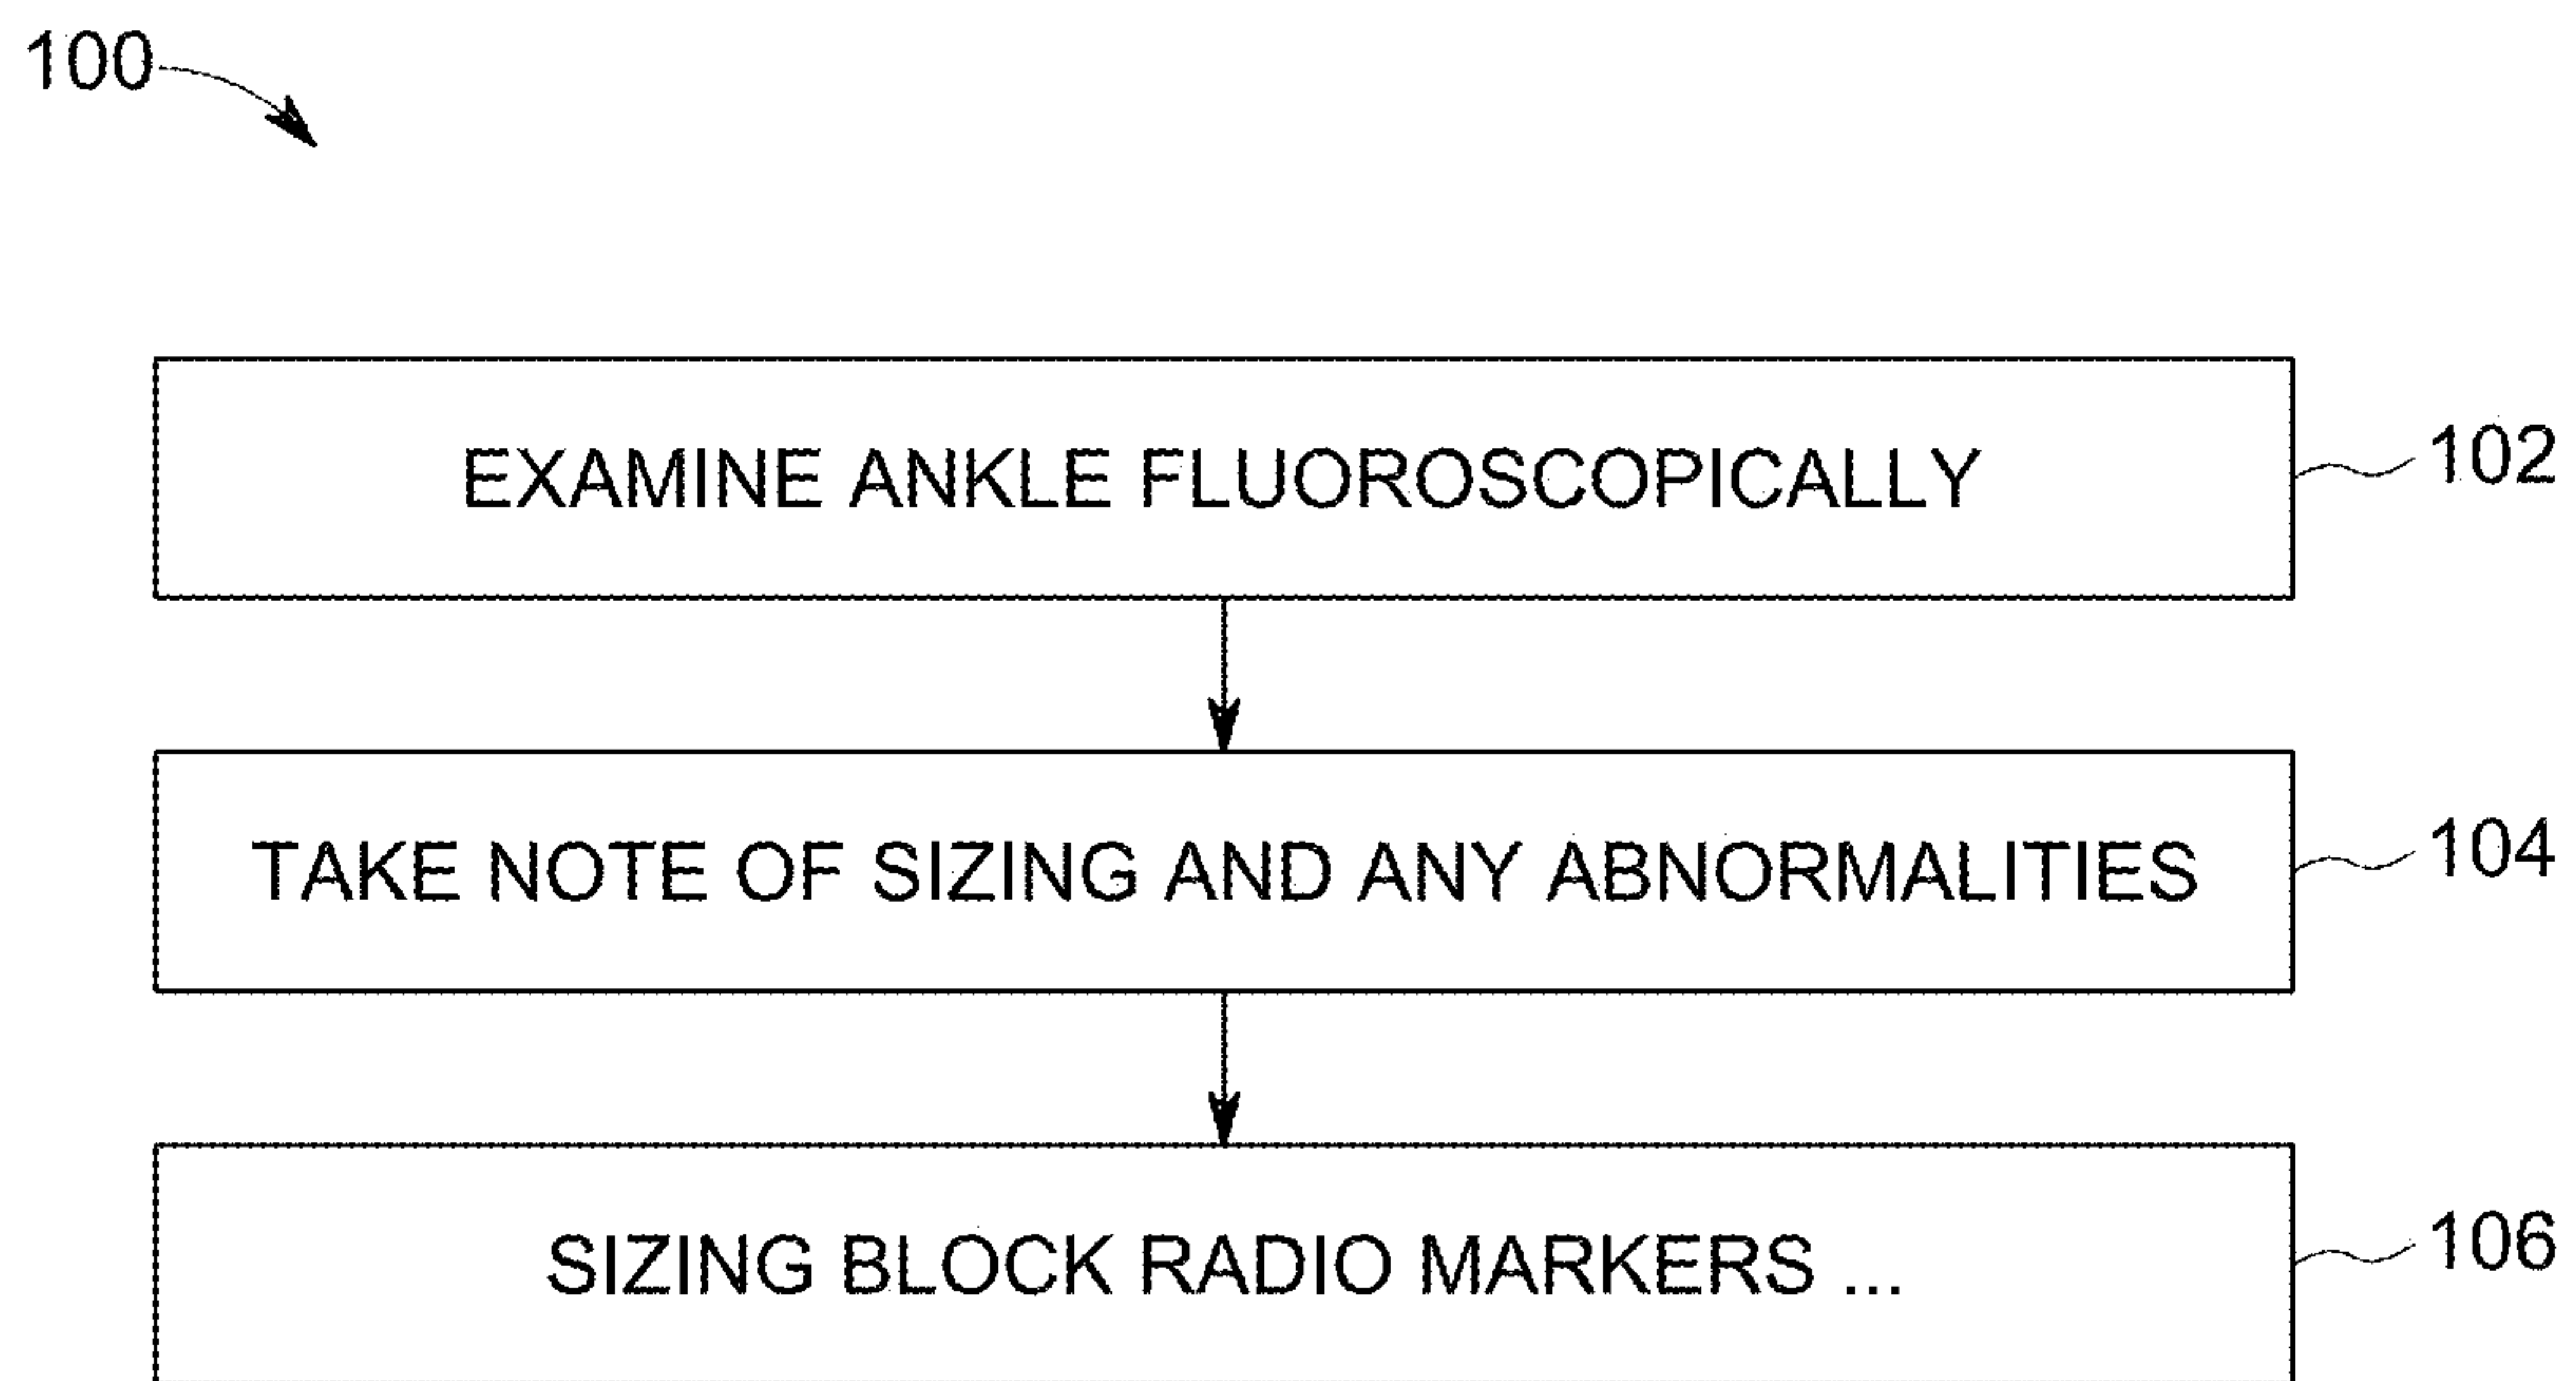 100
EXAMINE ANKLE FLUOROSCOPICALLY
102
TAKE NOTE OF SIZING AND ANY ABNORMALITIES
104
SIZING BLOCK RADIO MARKERS ...
106